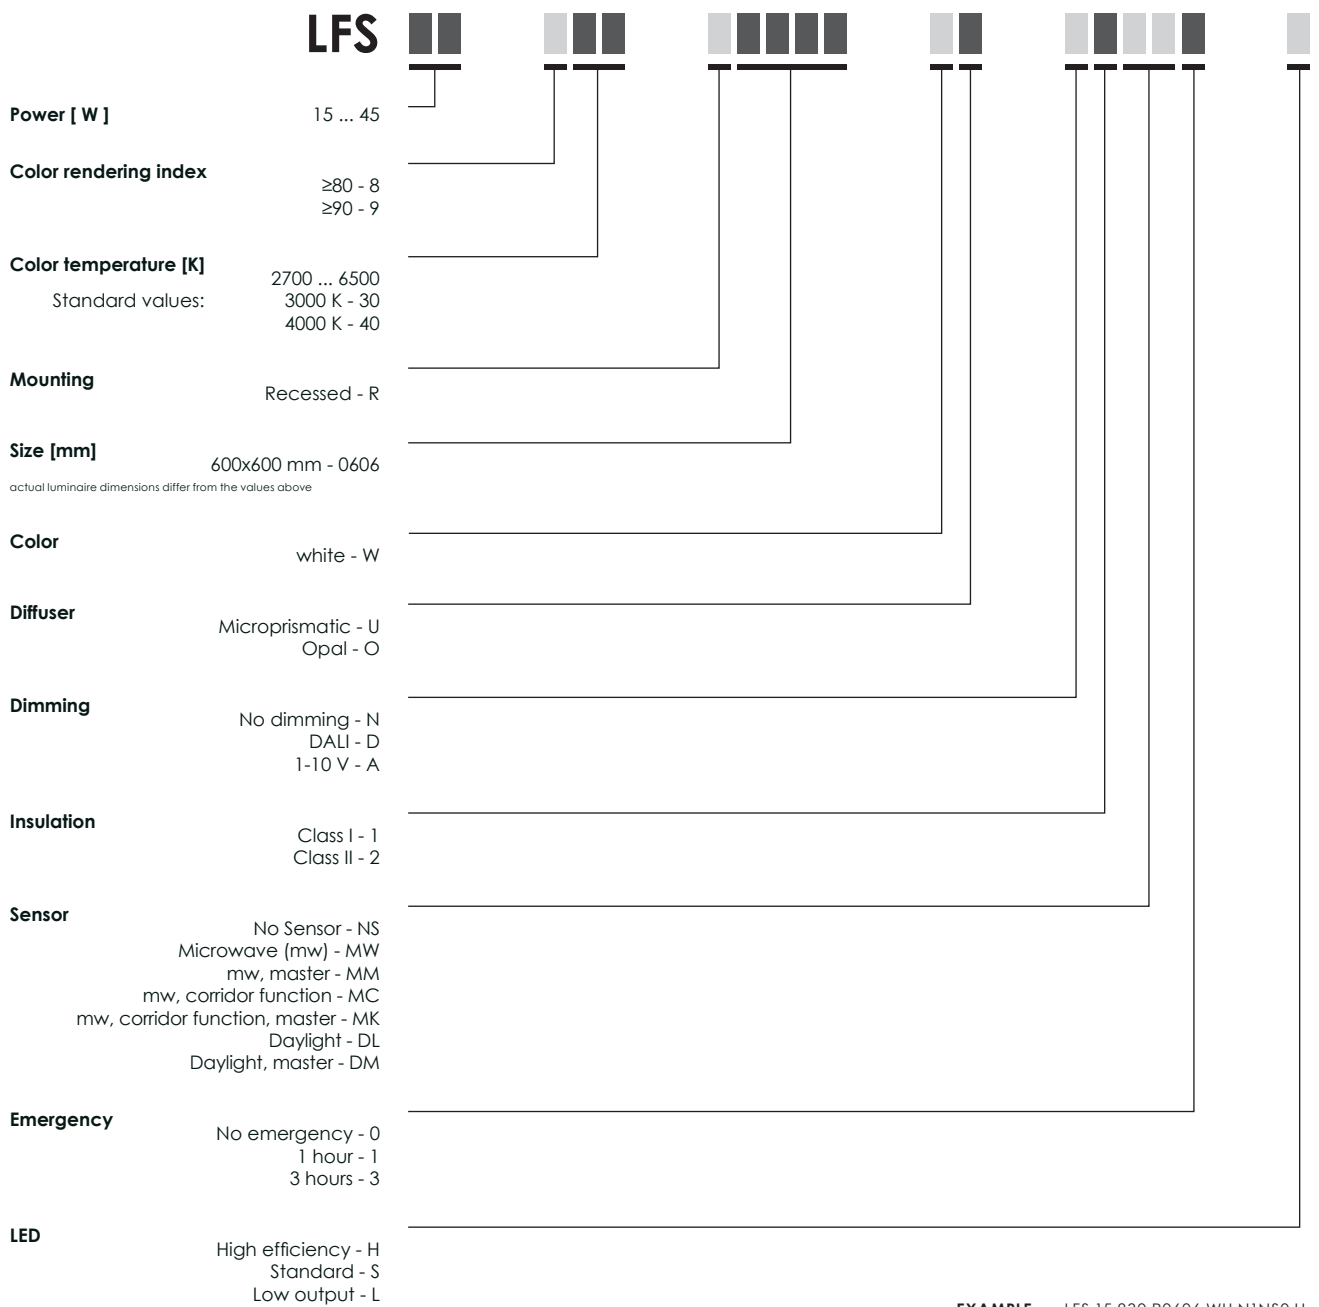 LFS
Power [ W ] 15 ... 45
Color rendering index
≥80 - 8
≥90 - 9
Color temperature [K]
2700 ... 6500
Standard values: 3000 K - 30
4000 K - 40
Mounting
Recessed - R
Size [mm]
600x600 mm - 0606
actual luminaire dimensions differ from the values above
Color
white - W
Diffuser
Microprismatic - U
Opal - O
Dimming
No dimming - N
DALI - D
1-10 V - A
Insulation
Class I - 1
Class II - 2
Sensor
No Sensor - NS
Microwave (mw) - MW
mw, master - MM
mw, corridor function - MC
mw, corridor function, master - MK
Daylight - DL
Daylight, master - DM
Emergency
No emergency - 0
1 hour - 1
3 hours - 3
LED
High efficiency - H
Standard - S
Low output - L
EXAMPLE LFS 15 830 R0606